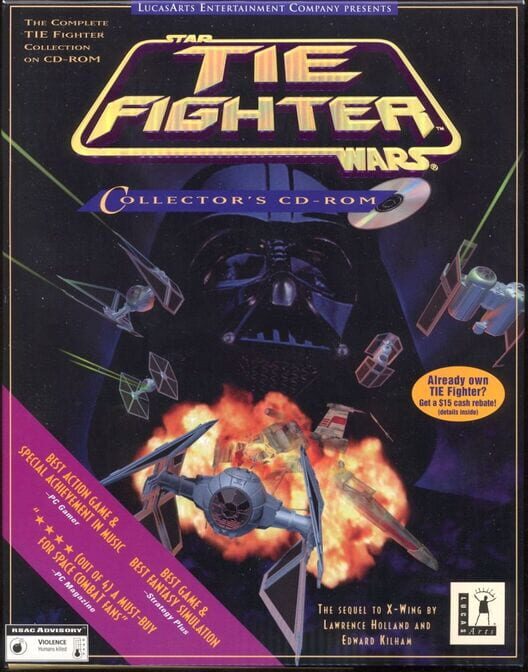 LUCASARTS ENTERTAINMENT COMPANY PRESENTS
THE COMPLETE
TIE FIGHTER
COLLECTION
ON CD-ROM
STAR
TIE
FIGHTER™
WARS®
COLLECTOR'S CD-ROM
Already own
TIE Fighter?
Get a $15 cash rebate!
(details inside)
BEST ACTION GAME &
SPECIAL ACHIEVEMENT IN MUSIC
-PC Gamer
"★★★★ (OUT OF 4) A MUST-BUY
FOR SPACE COMBAT FANS"
-PC Magazine
BEST GAME &
BEST FANTASY SIMULATION
-Strategy Plus
THE SEQUEL TO X-WING BY
LAWRENCE HOLLAND AND
EDWARD KILHAM
LUCAS
Arts
RSAC ADVISORY
VIOLENCE
Humans killed